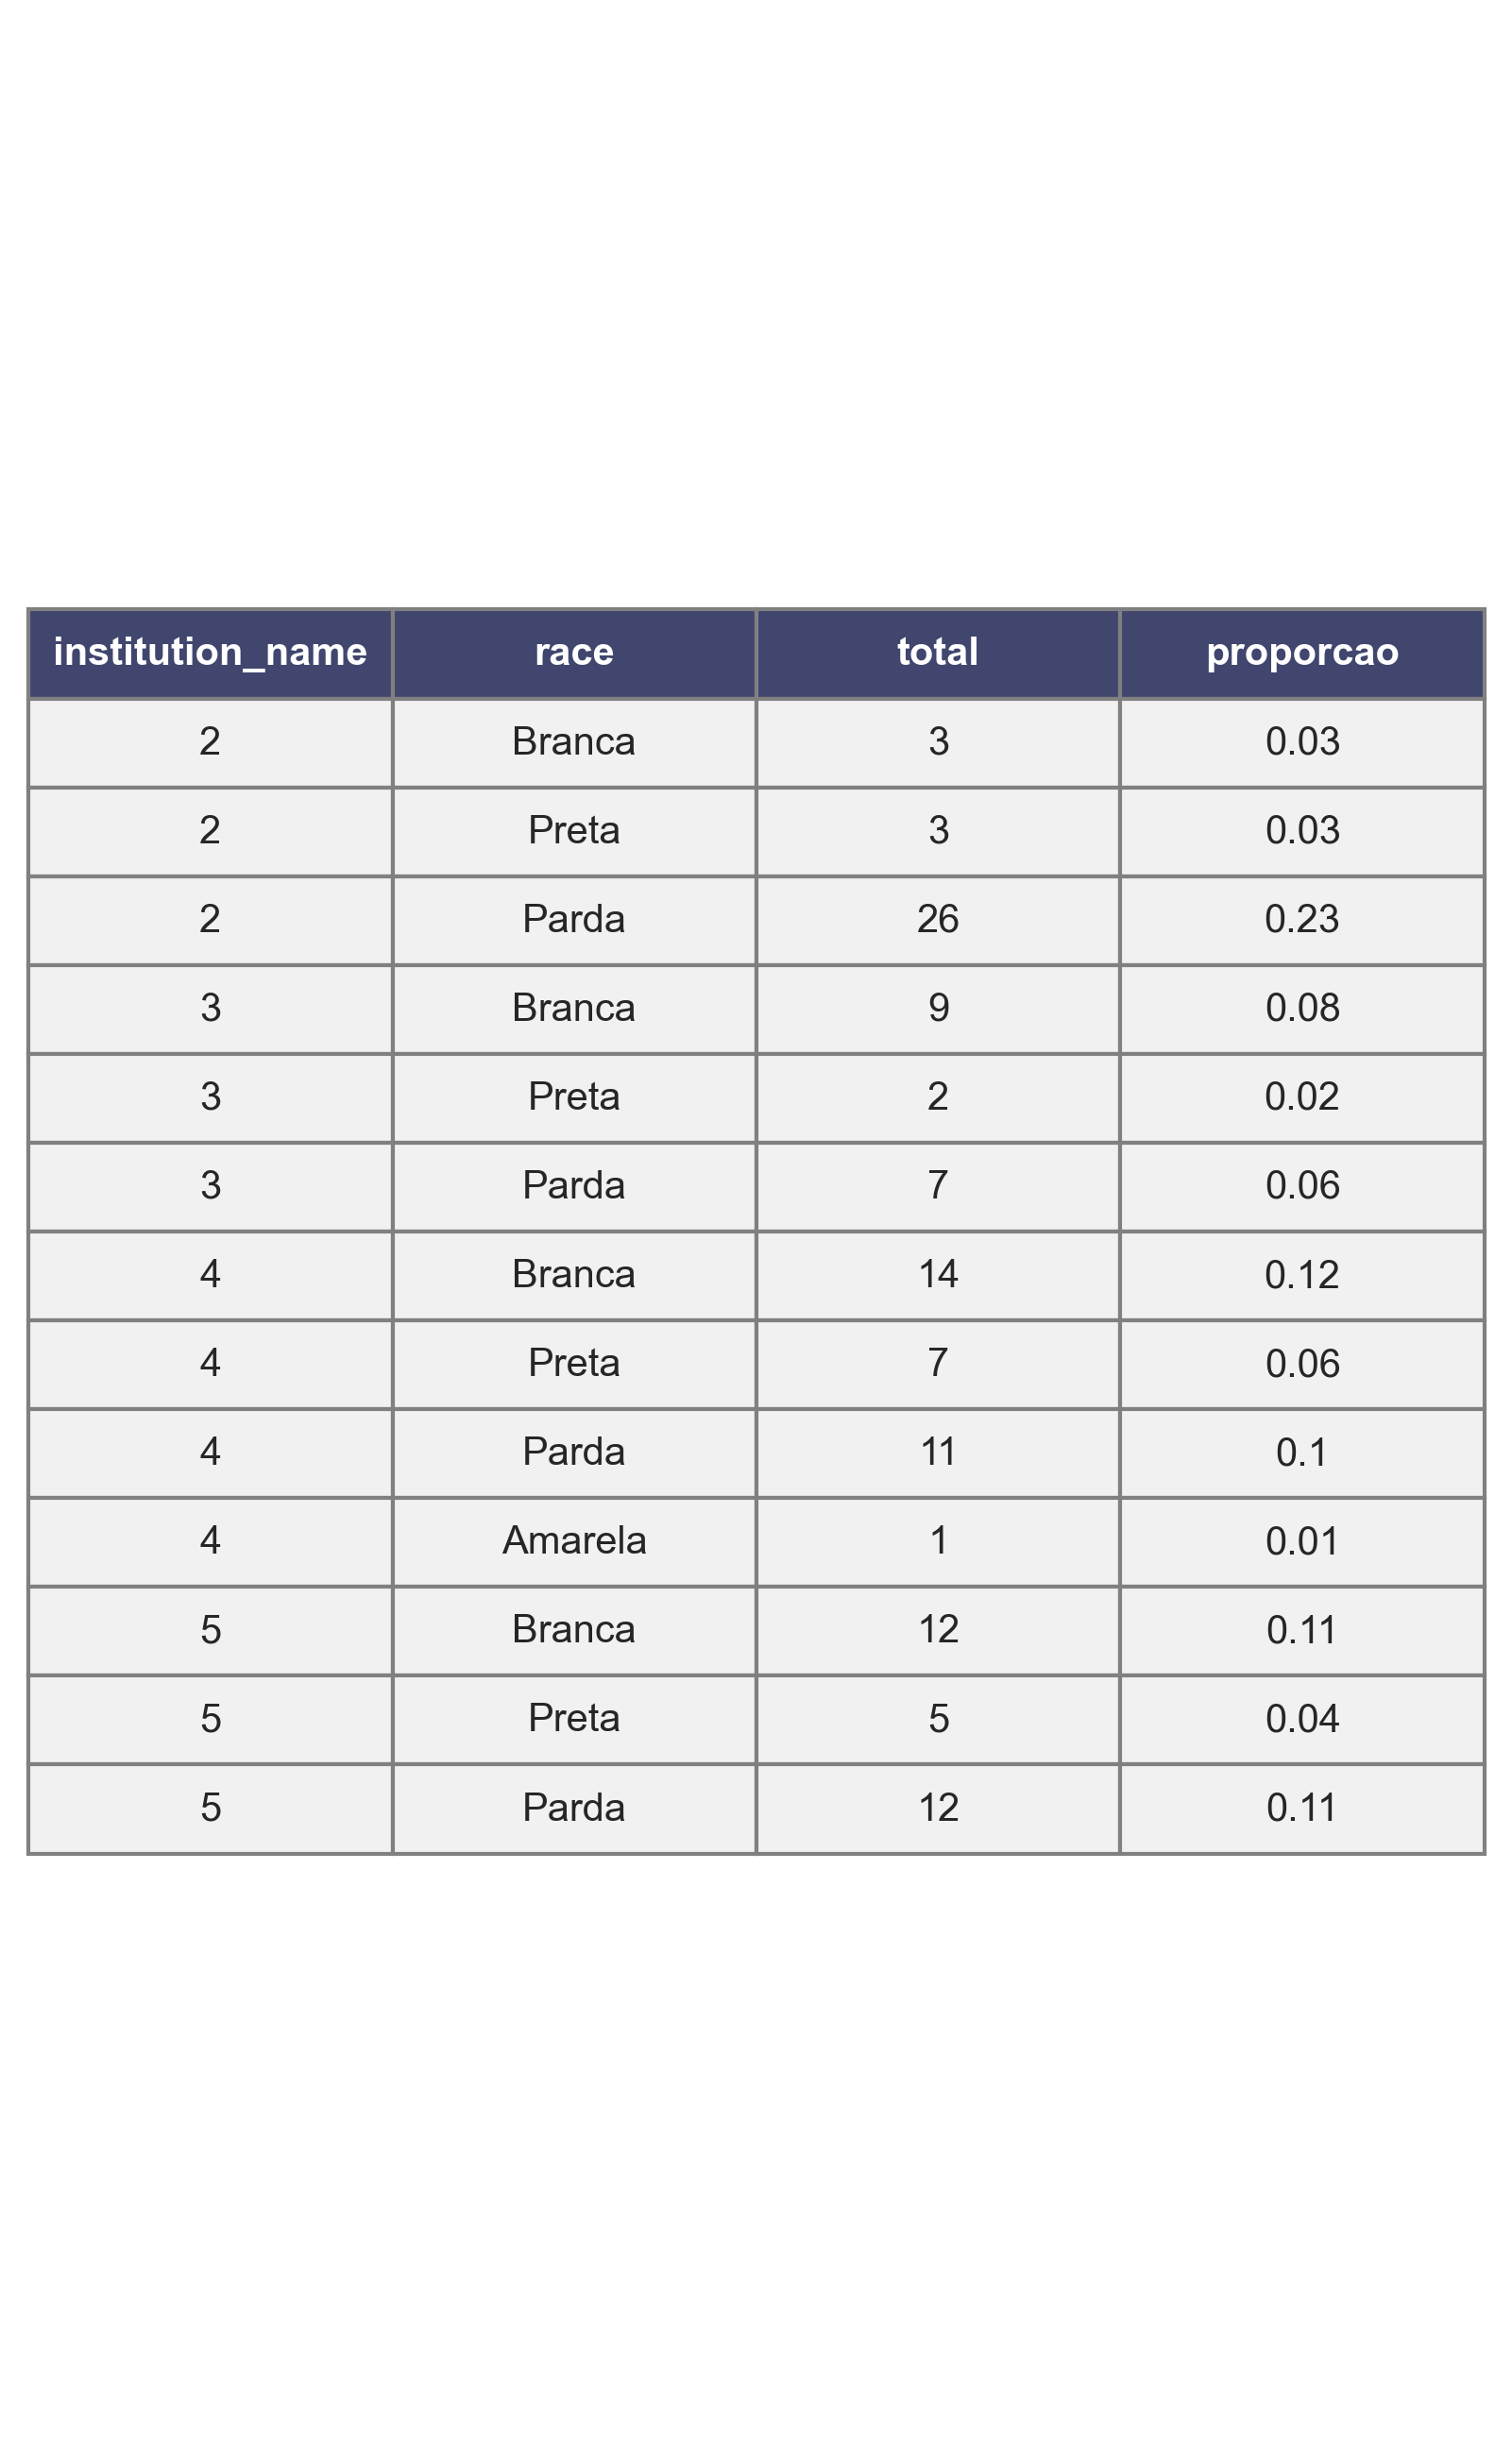 institution_name race total proporcao
2 Branca 3 0.03
2 Preta 3 0.03
2 Parda 26 0.23
3 Branca 9 0.08
3 Preta 2 0.02
3 Parda 7 0.06
4 Branca 14 0.12
4 Preta 7 0.06
4 Parda 11 0.1
4 Amarela 1 0.01
5 Branca 12 0.11
5 Preta 5 0.04
5 Parda 12 0.11